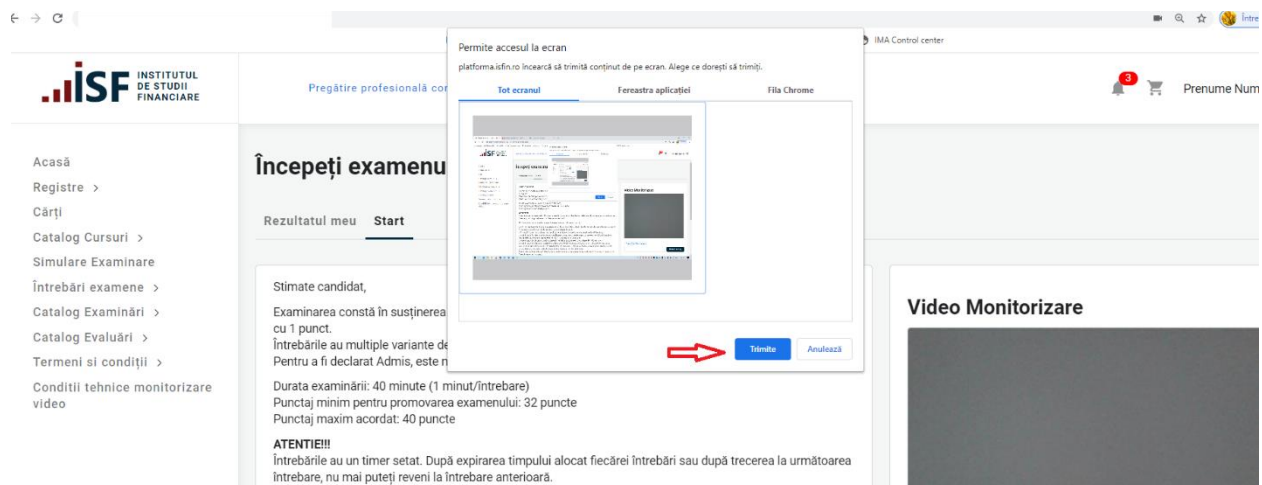 Între
IMA Control center
Permite accesul la ecran
platforma.isfin.ro încearcă să trimită conținut de pe ecran. Alege ce dorești să trimiți.
Tot ecranul
Fereastra aplicației
Fila Chrome
Trimite
Anulează
ISF INSTITUTUL
DE STUDII
FINANCIARE
Pregătire profesională con
3
Prenume Num
Acasă
Registre >
Cărți
Catalog Cursuri >
Simulare Examinare
Întrebări examene >
Catalog Examinări >
Catalog Evaluări >
Termeni si condiții >
Conditii tehnice monitorizare
video
Începeți examenu
Rezultatul meu
Start
Stimate candidat,
Examinarea constă în susținerea
cu 1 punct.
Întrebările au multiple variante de
Pentru a fi declarat Admis, este n
Durata examinării: 40 minute (1 minut/întrebare)
Punctaj minim pentru promovarea examenului: 32 puncte
Punctaj maxim acordat: 40 puncte
ATENTIE!!!
Întrebările au un timer setat. După expirarea timpului alocat fiecărei întrebări sau după trecerea la următoarea
întrebare, nu mai puteți reveni la întrebare anterioară.
Video Monitorizare